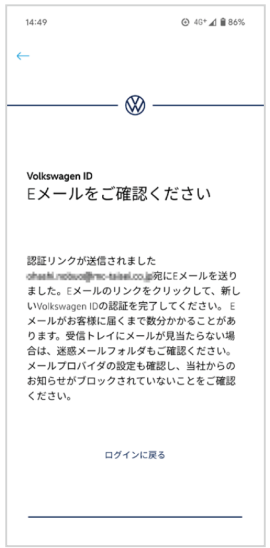 14:49
4G+ 86%
Volkswagen ID
Eメールをご確認ください
認証リンクが送信されました
宛にEメールを送り
ました。Eメールのリンクをクリックして、新し
いVolkswagen IDの認証を完了してください。 E
メールがお客様に届くまで数分かかることがあ
ります。受信トレイにメールが見当たらない場
合は、迷惑メールフォルダもご確認ください。
メールプロバイダの設定も確認し、当社からの
お知らせがブロックされていないことをご確認
ください。
ログインに戻る